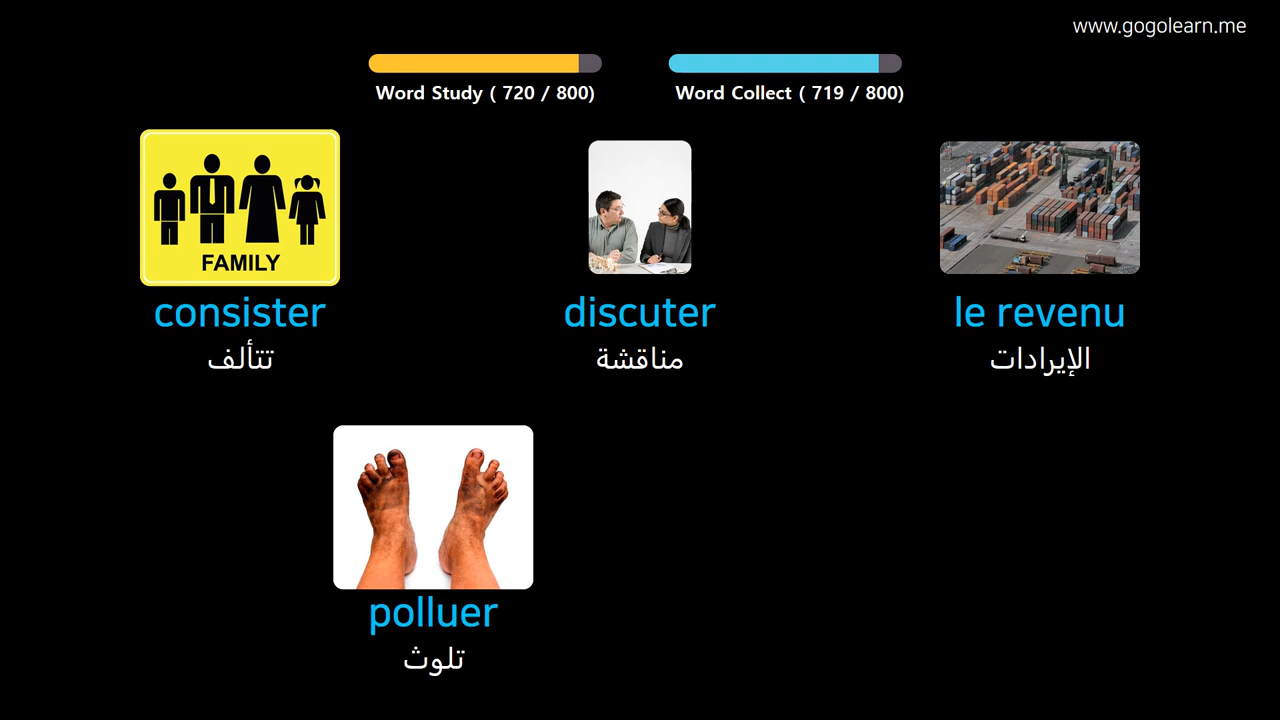 www.gogolearn.me
Word Study ( 720 / 800)
Word Collect ( 719 / 800)
FAMILY
consister
تتألف
discuter
مناقشة
le revenu
الإيرادات
polluer
تلوث